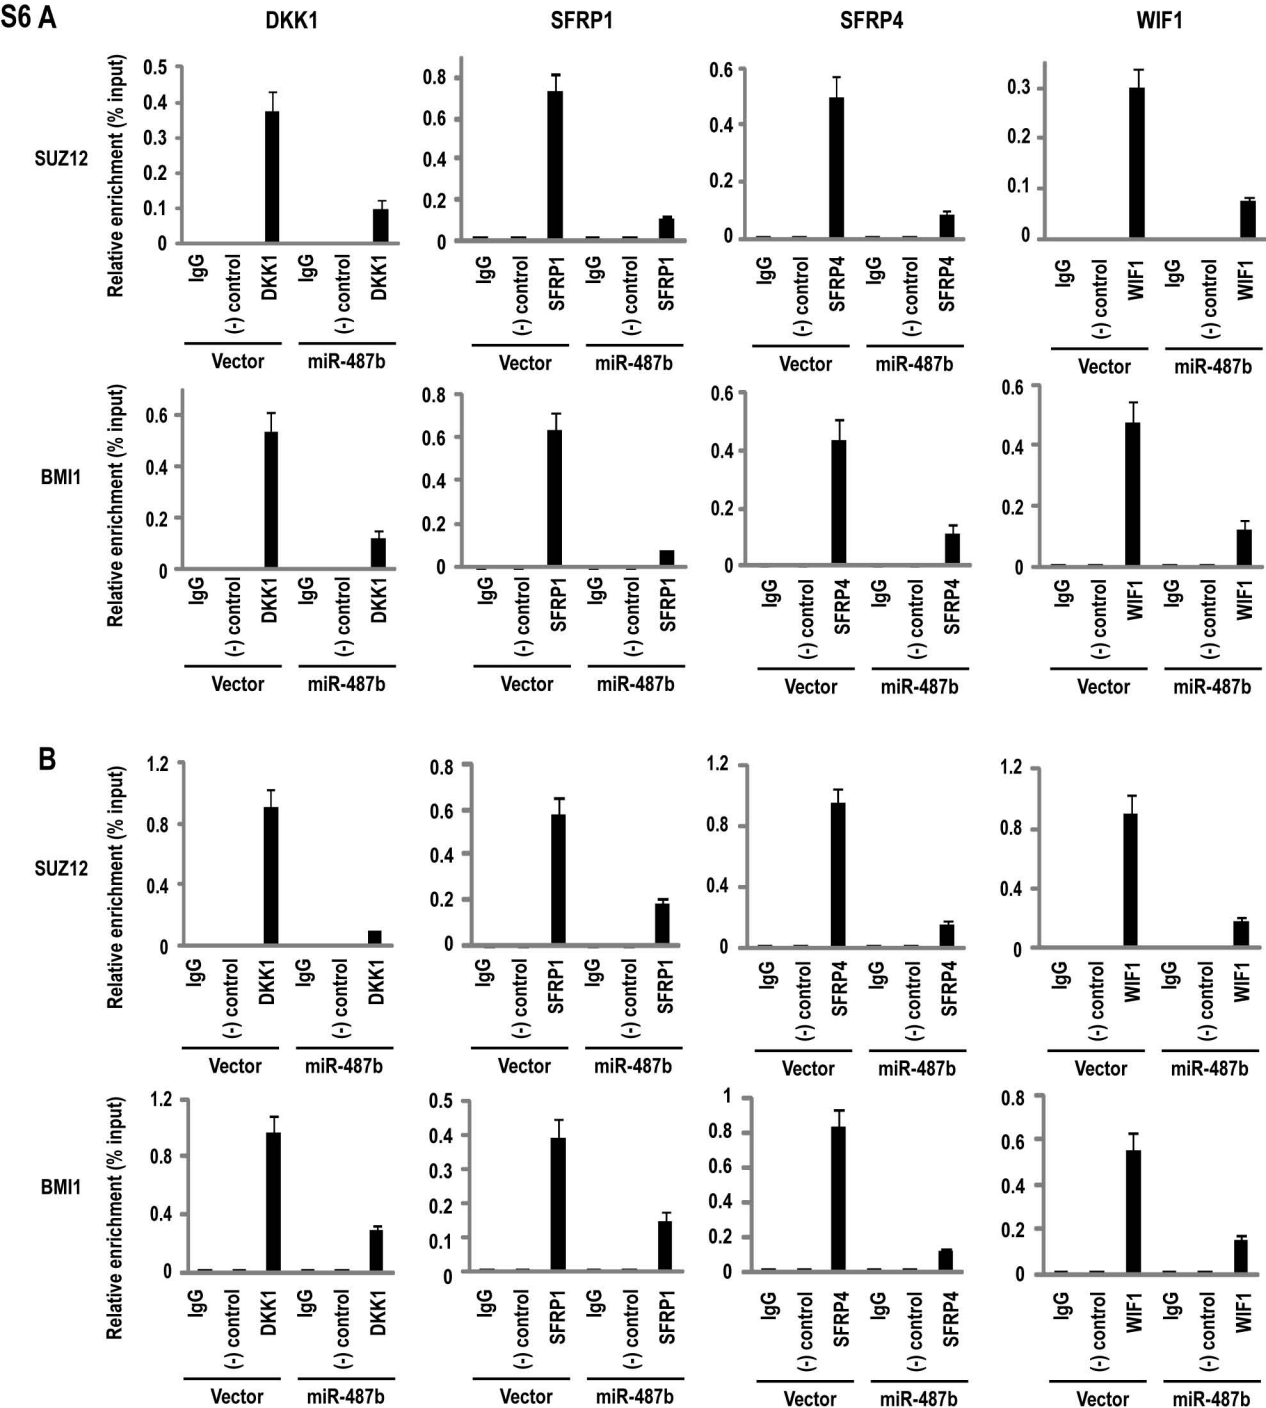 S6 A
DKK1 SFRP1 SFRP4 WIF1
SUZ12
Relative enrichment (% input)
0.5 0.4 0.3 0.2 0.1 0
0.8 0.6 0.4 0.2 0
0.6 0.4 0.2 0
0.3 0.2 0.1 0
IgG (-) control DKK1 IgG (-) control DKK1
IgG (-) control SFRP1 IgG (-) control SFRP1
IgG (-) control SFRP4 IgG (-) control SFRP4
IgG (-) control WIF1 IgG (-) control WIF1
Vector miR-487b Vector miR-487b Vector miR-487b Vector miR-487b
BMI1
Relative enrichment (% input)
0.6 0.4 0.2 0
0.8 0.6 0.4 0.2 0
0.6 0.4 0.2 0
0.6 0.4 0.2 0
IgG (-) control DKK1 IgG (-) control DKK1
IgG (-) control SFRP1 IgG (-) control SFRP1
IgG (-) control SFRP4 IgG (-) control SFRP4
IgG (-) control WIF1 IgG (-) control WIF1
Vector miR-487b Vector miR-487b Vector miR-487b Vector miR-487b
B
SUZ12
Relative enrichment (% input)
1.2 0.8 0.4 0
0.8 0.6 0.4 0.2 0
1.2 0.8 0.4 0
1.2 0.8 0.4 0
IgG (-) control DKK1 IgG (-) control DKK1
IgG (-) control SFRP1 IgG (-) control SFRP1
IgG (-) control SFRP4 IgG (-) control SFRP4
IgG (-) control WIF1 IgG (-) control WIF1
Vector miR-487b Vector miR-487b Vector miR-487b Vector miR-487b
BMI1
Relative enrichment (% input)
1.2 0.8 0.4 0
0.5 0.4 0.3 0.2 0.1 0
1 0.8 0.6 0.4 0.2 0
0.8 0.6 0.4 0.2 0
IgG (-) control DKK1 IgG (-) control DKK1
IgG (-) control SFRP1 IgG (-) control SFRP1
IgG (-) control SFRP4 IgG (-) control SFRP4
IgG (-) control WIF1 IgG (-) control WIF1
Vector miR-487b Vector miR-487b Vector miR-487b Vector miR-487b